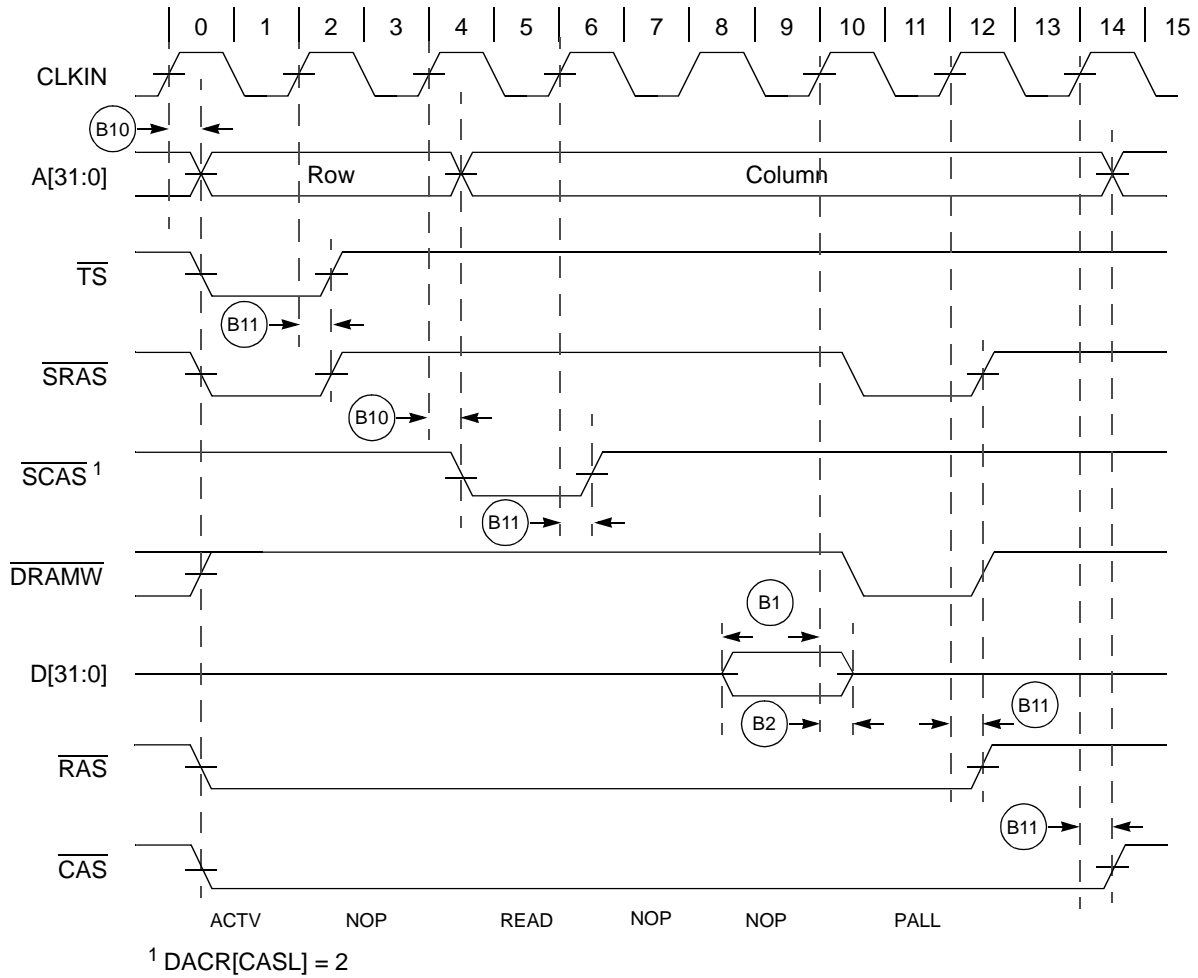 0 1 2 3 4 5 6 7 8 9 10 11 12 13 14 15
CLKIN
B10
A[31:0] Row Column
TS
B11
SRAS
B10
SCAS 1
B11
DRAMW
B1
D[31:0]
B2 B11
RAS
B11
CAS
ACTV NOP READ NOP NOP PALL
1 DACR[CASL] = 2